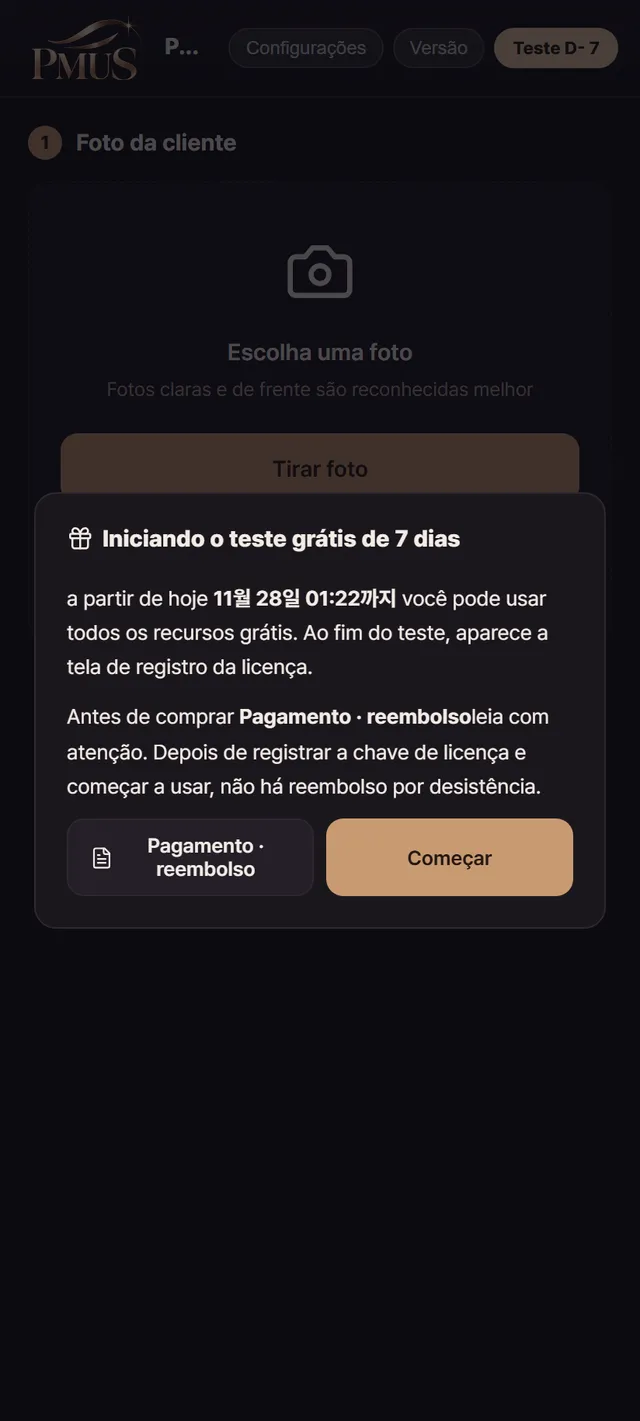 PMUS
P...
Configurações
Versão
Teste D- 7
1
Foto da cliente
Escolha uma foto
Fotos claras e de frente são reconhecidas melhor
Tirar foto
Iniciando o teste grátis de 7 dias
a partir de hoje 11월 28일 01:22까지 você pode usar
todos os recursos grátis. Ao fim do teste, aparece a
tela de registro da licença.
Antes de comprar Pagamento · reembolsoleia com
atenção. Depois de registrar a chave de licença e
começar a usar, não há reembolso por desistência.
Pagamento ·
reembolso
Começar